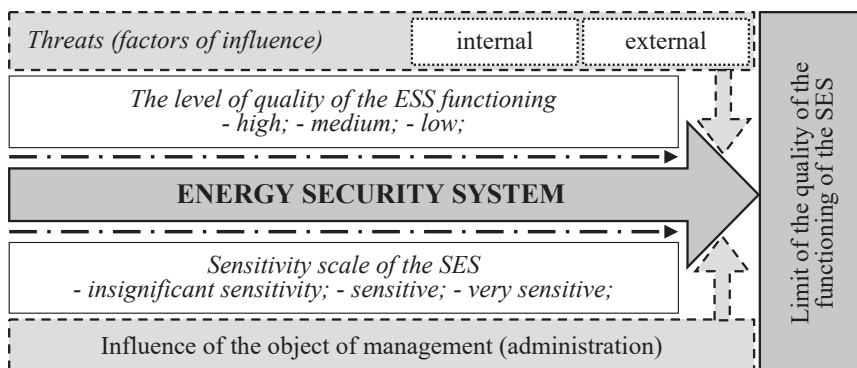 Threats (factors of influence)
internal
external
The level of quality of the ESS functioning
- high; - medium; - low;
ENERGY SECURITY SYSTEM
Sensitivity scale of the SES
- insignificant sensitivity; - sensitive; - very sensitive;
Influence of the object of management (administration)
Limit of the quality of the
functioning of the SES